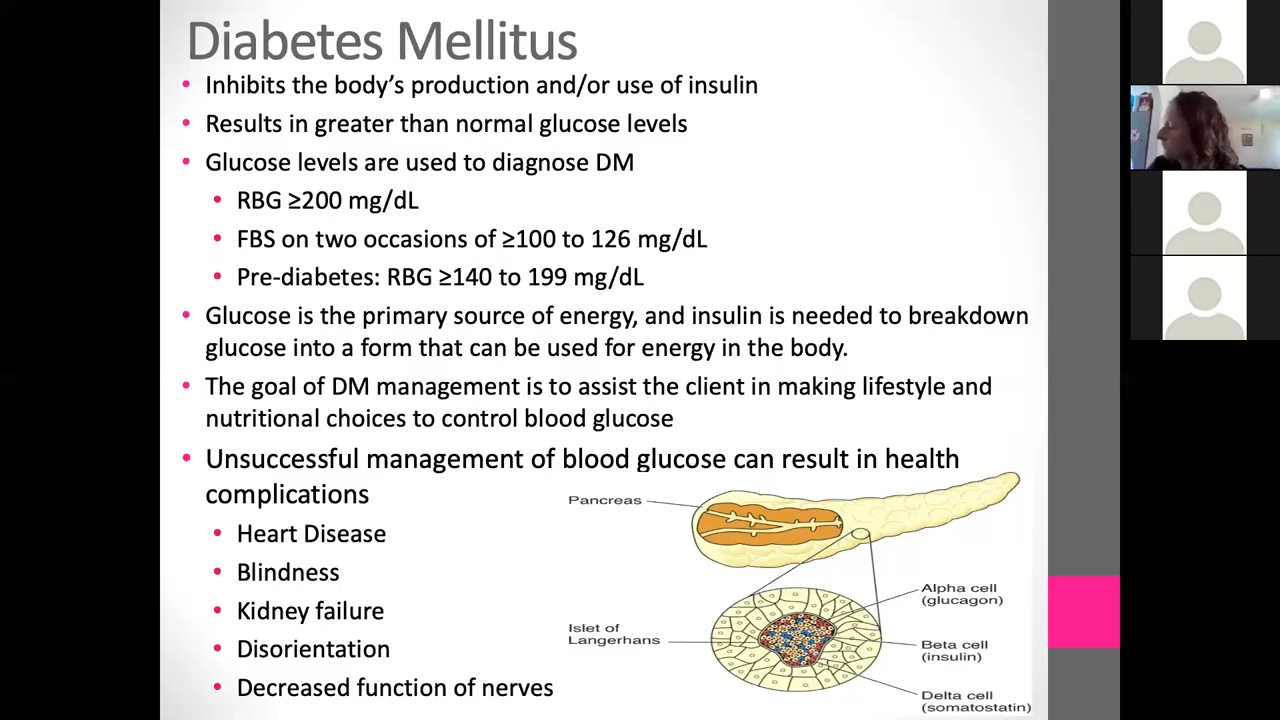 Diabetes Mellitus
• Inhibits the body's production and/or use of insulin
• Results in greater than normal glucose levels
• Glucose levels are used to diagnose DM
• RBG ≥200 mg/dL
• FBS on two occasions of ≥100 to 126 mg/dL
• Pre-diabetes: RBG ≥140 to 199 mg/dL
• Glucose is the primary source of energy, and insulin is needed to breakdown
glucose into a form that can be used for energy in the body.
• The goal of DM management is to assist the client in making lifestyle and
nutritional choices to control blood glucose
• Unsuccessful management of blood glucose can result in health
complications
• Heart Disease
• Blindness
• Kidney failure
• Disorientation
• Decreased function of nerves
Pancreas
Islet of
Langerhans
Alpha cell
(glucagon)
Beta cell
(insulin)
Delta cell
(somatostatin)